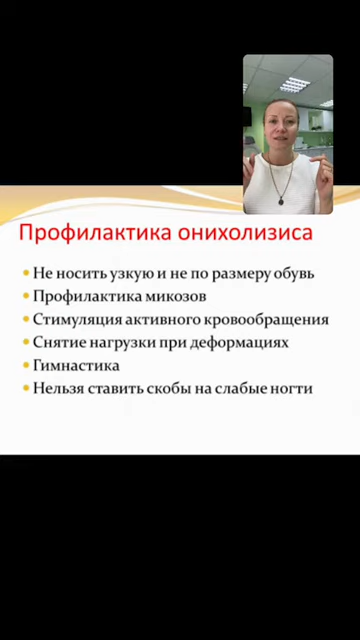 Профилактика онихолизиса
Не носить узкую и не по размеру обувь
Профилактика микозов
Стимуляция активного кровообращения
Снятие нагрузки при деформациях
Гимнастика
Нельзя ставить скобы на слабые ногти